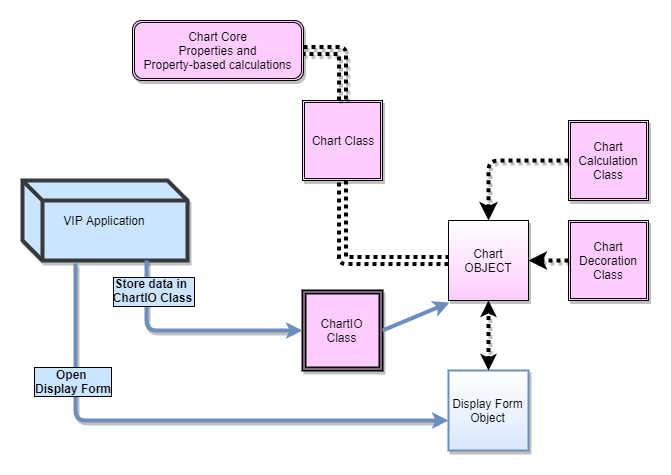 Chart Core
Properties and
Property-based calculations
Chart Class
Chart
Calculation
Class
VIP Application
Chart
OBJECT
Chart
Decoration
Class
Store data in
ChartIO Class
ChartIO
Class
Open
Display Form
Display Form
Object